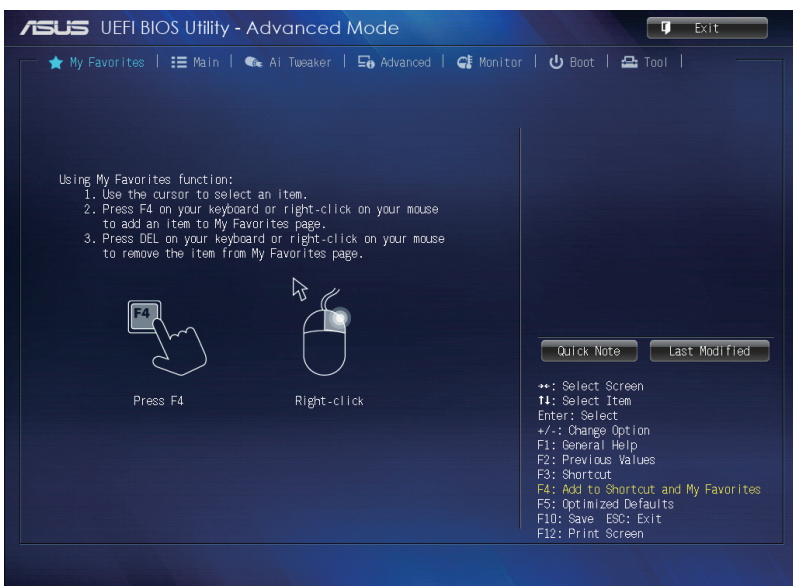 ASUS UEFI BIOS Utility - Advanced Mode
Exit
My Favorites | Main | Ai Tweaker | Advanced | Monitor | Boot | Tool |
Using My Favorites function:
1. Use the cursor to select an item.
2. Press F4 on your keyboard or right-click on your mouse
to add an item to My Favorites page.
3. Press DEL on your keyboard or right-click on your mouse
to remove the item from My Favorites page.
F4
Press F4
Right-click
Quick Note
Last Modified
→←: Select Screen
↑↓: Select Item
Enter: Select
+/-: Change Option
F1: General Help
F2: Previous Values
F3: Shortcut
F4: Add to Shortcut and My Favorites
F5: Optimized Defaults
F10: Save ESC: Exit
F12: Print Screen